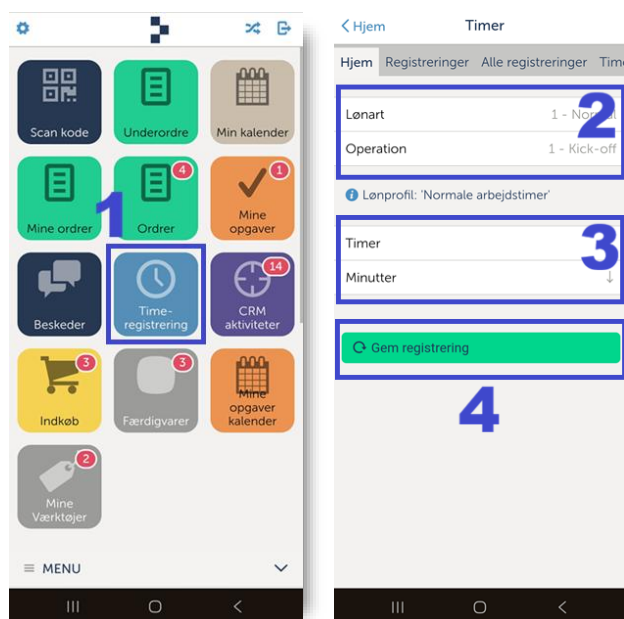 Scan kode
Underordre
Min kalender
4
1
Mine ordrer
Ordrer
Mine
opgaver
1
14
Beskeder
Time-
registrering
CRM
aktiviteter
3
3
Indkøb
Færdigvarer
Mine
opgaver
kalender
2
Mine
Værktøjer
MENU
Hjem
Timer
Hjem
Registreringer
Alle registreringer
Time
2
Lønart
1 - Normal
Operation
1 - Kick-off
Lønprofil: 'Normale arbejdstimer'
3
Timer
Minutter
Gem registrering
4